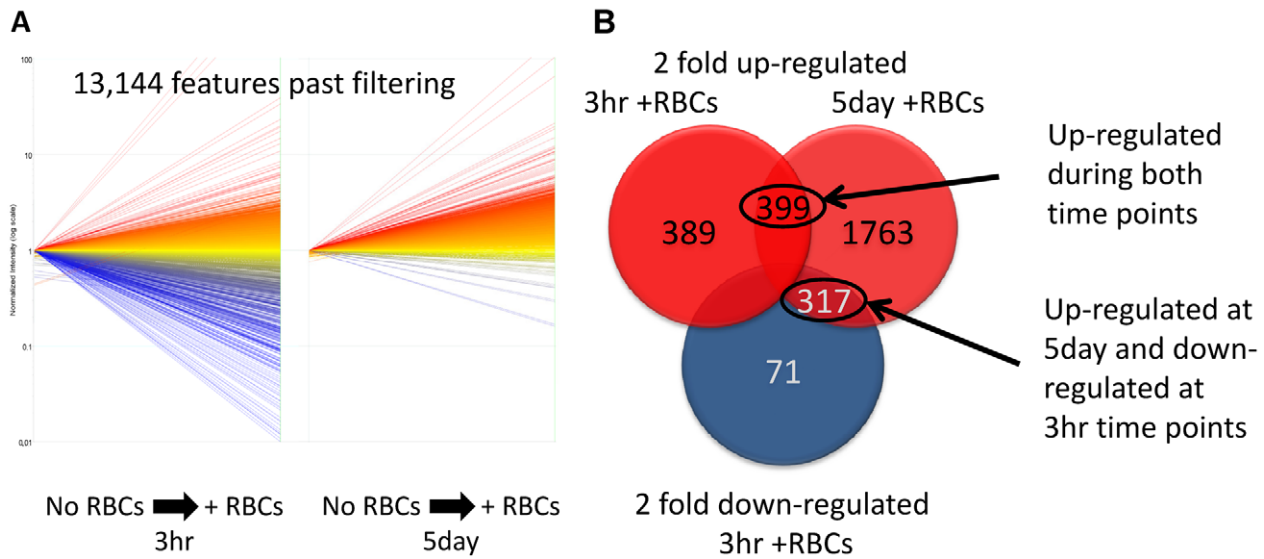 A
13,144 features past filtering
100
10
1
0.1
0,01
Normalized Intensity (log scale)
No RBCs + RBCs
3hr
No RBCs + RBCs
5day
B
2 fold up-regulated
3hr +RBCs 5day +RBCs
389
399
1763
317
71
2 fold down-regulated
3hr +RBCs
Up-regulated
during both
time points
Up-regulated at
5day and down-
regulated at
3hr time points